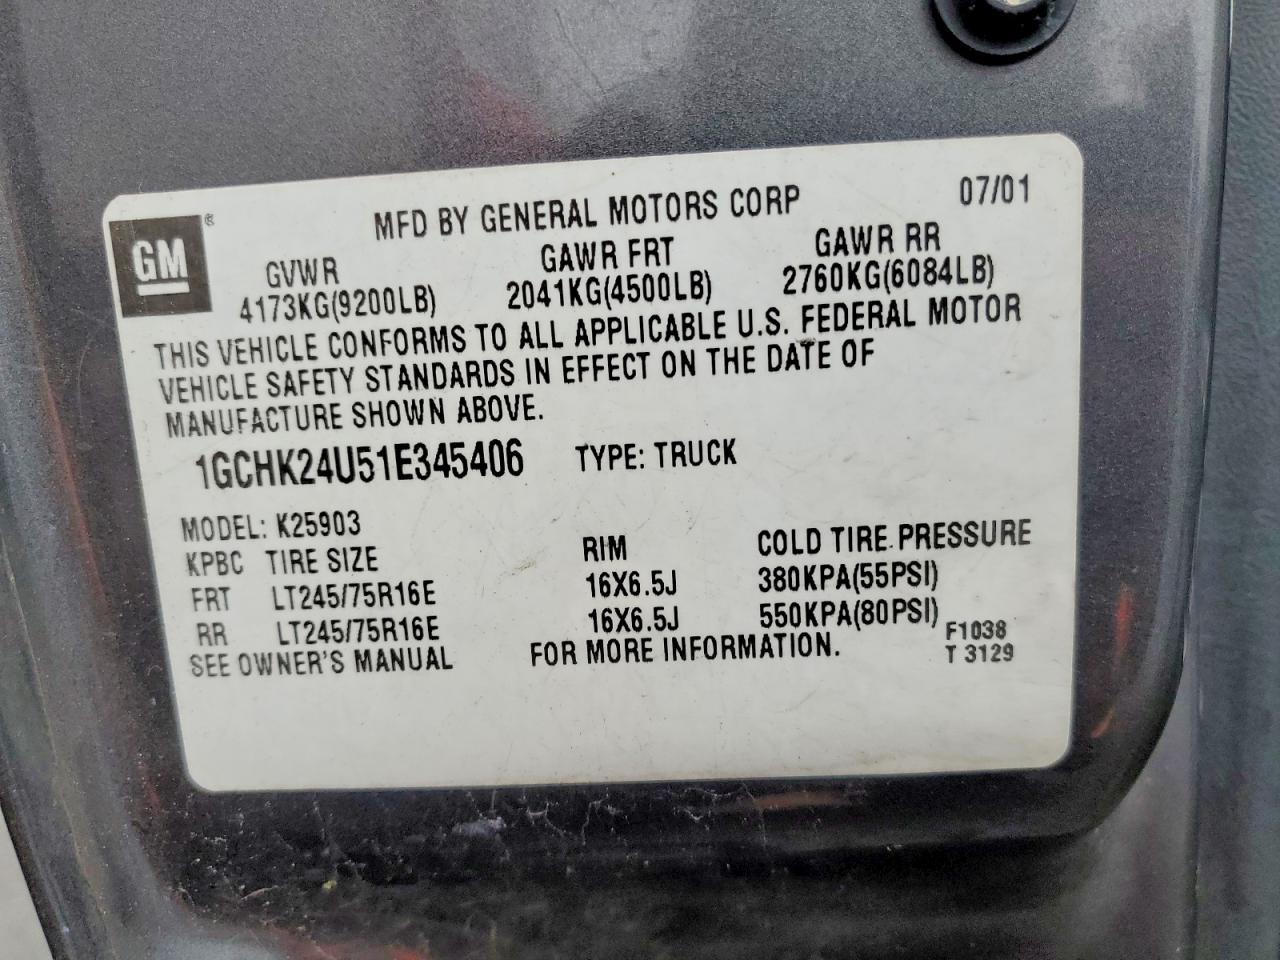 GM ®
MFD BY GENERAL MOTORS CORP 07/01
GVWR GAWR FRT GAWR RR
4173KG(9200LB) 2041KG(4500LB) 2760KG(6084LB)
THIS VEHICLE CONFORMS TO ALL APPLICABLE U.S. FEDERAL MOTOR
VEHICLE SAFETY STANDARDS IN EFFECT ON THE DATE OF
MANUFACTURE SHOWN ABOVE.
1GCHK24U51E345406 TYPE: TRUCK
MODEL: K25903
KPBC TIRE SIZE RIM COLD TIRE PRESSURE
FRT LT245/75R16E 16X6.5J 380KPA(55PSI)
RR LT245/75R16E 16X6.5J 550KPA(80PSI)
SEE OWNER'S MANUAL FOR MORE INFORMATION.
F1038
T 3129